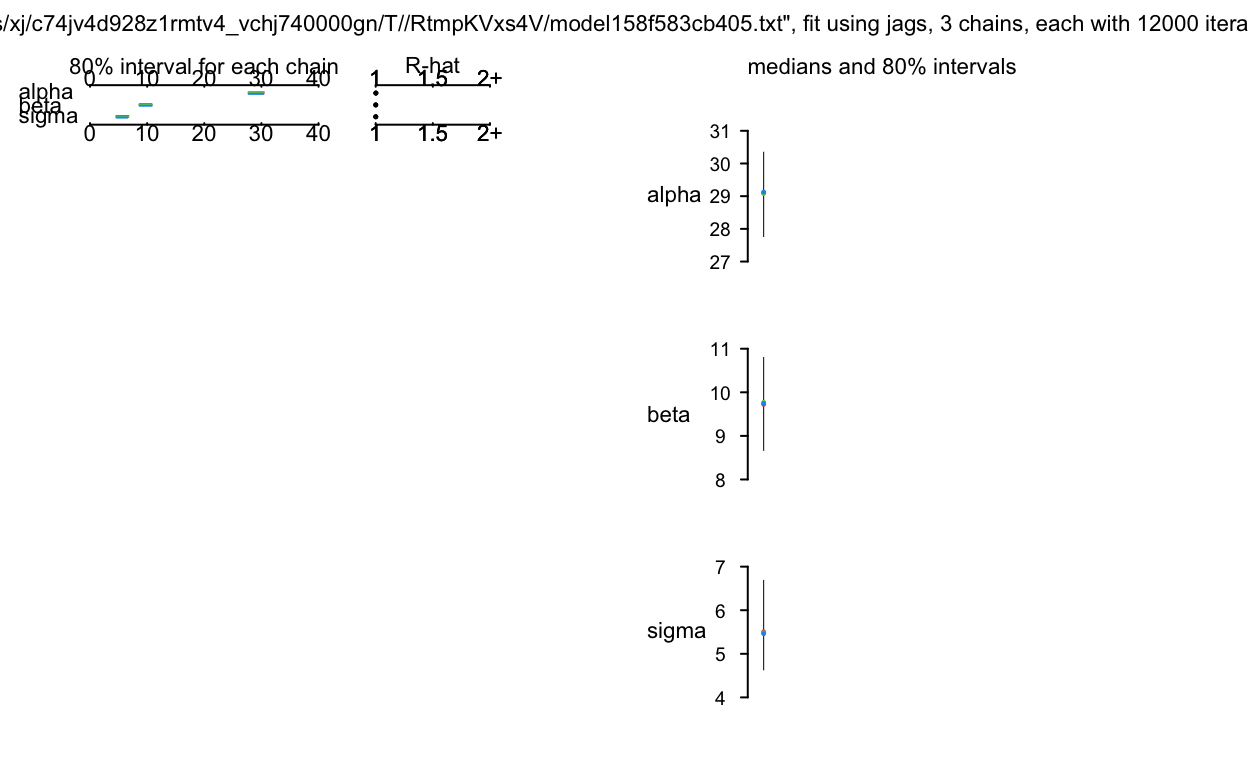 s/xj/c74jv4d928z1rmtv4_vchj740000gn/T//RtmpKVxs4V/model158f583cb405.txt", fit using jags, 3 chains, each with 12000 itera
80% interval for each chain R-hat medians and 80% intervals
0 10 20 30 40 1 1.5 2+
alpha
beta
sigma
0 10 20 30 40 1 1.5 2+
31
30
alpha 29
28
27
11
10
beta
9
8
7
6
sigma
5
4